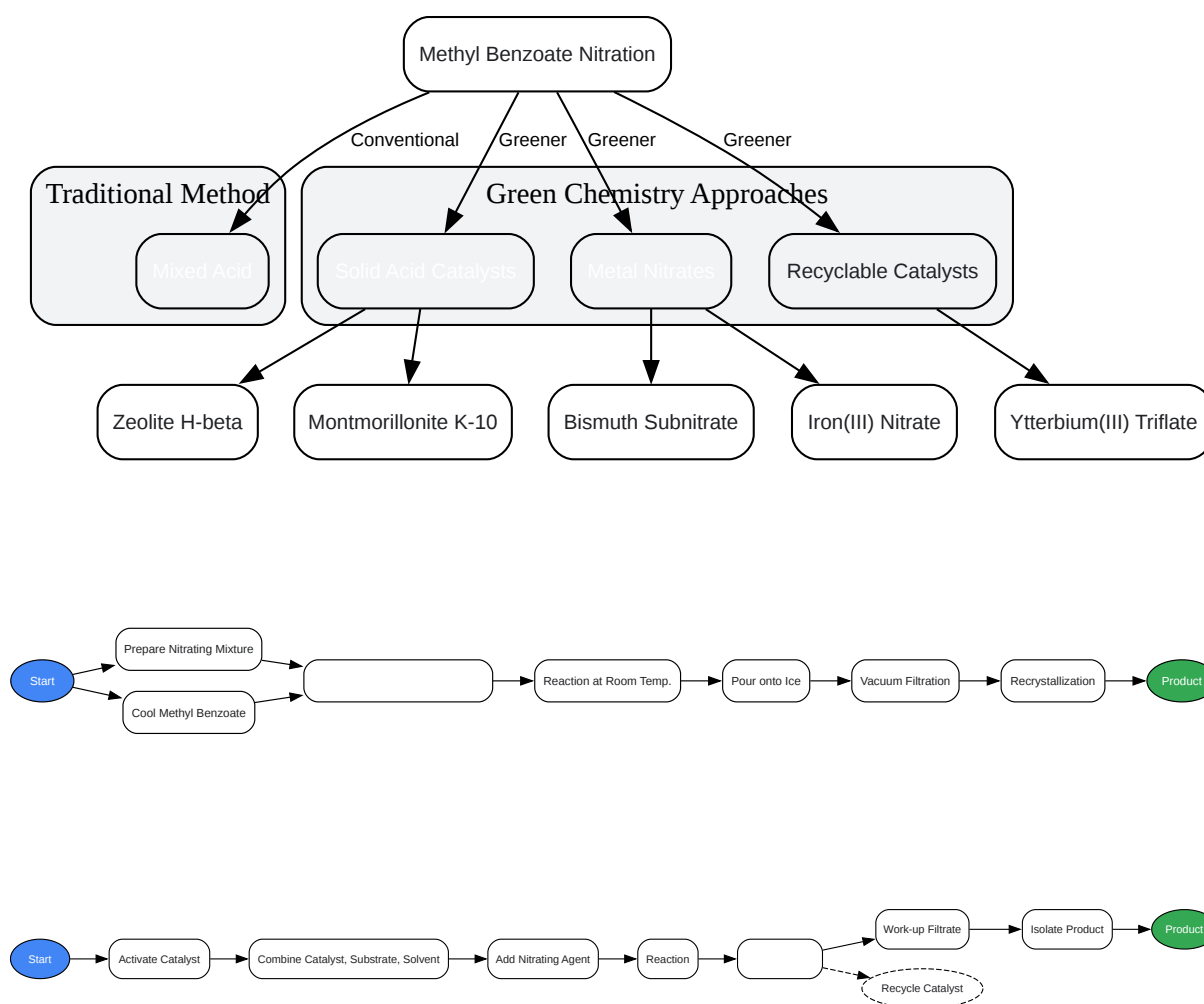 Methyl Benzoate Nitration
Conventional
Greener
Greener
Greener
Traditional Method
Green Chemistry Approaches
Mixed Acid
Solid Acid Catalysts
Metal Nitrates
Recyclable Catalysts
Zeolite H-beta
Montmorillonite K-10
Bismuth Subnitrate
Iron(III) Nitrate
Ytterbium(III) Triflate
Start
Prepare Nitrating Mixture
Cool Methyl Benzoate
Reaction at Room Temp.
Pour onto Ice
Vacuum Filtration
Recrystallization
Product
Start
Activate Catalyst
Combine Catalyst, Substrate, Solvent
Add Nitrating Agent
Reaction
Work-up Filtrate
Isolate Product
Product
Recycle Catalyst